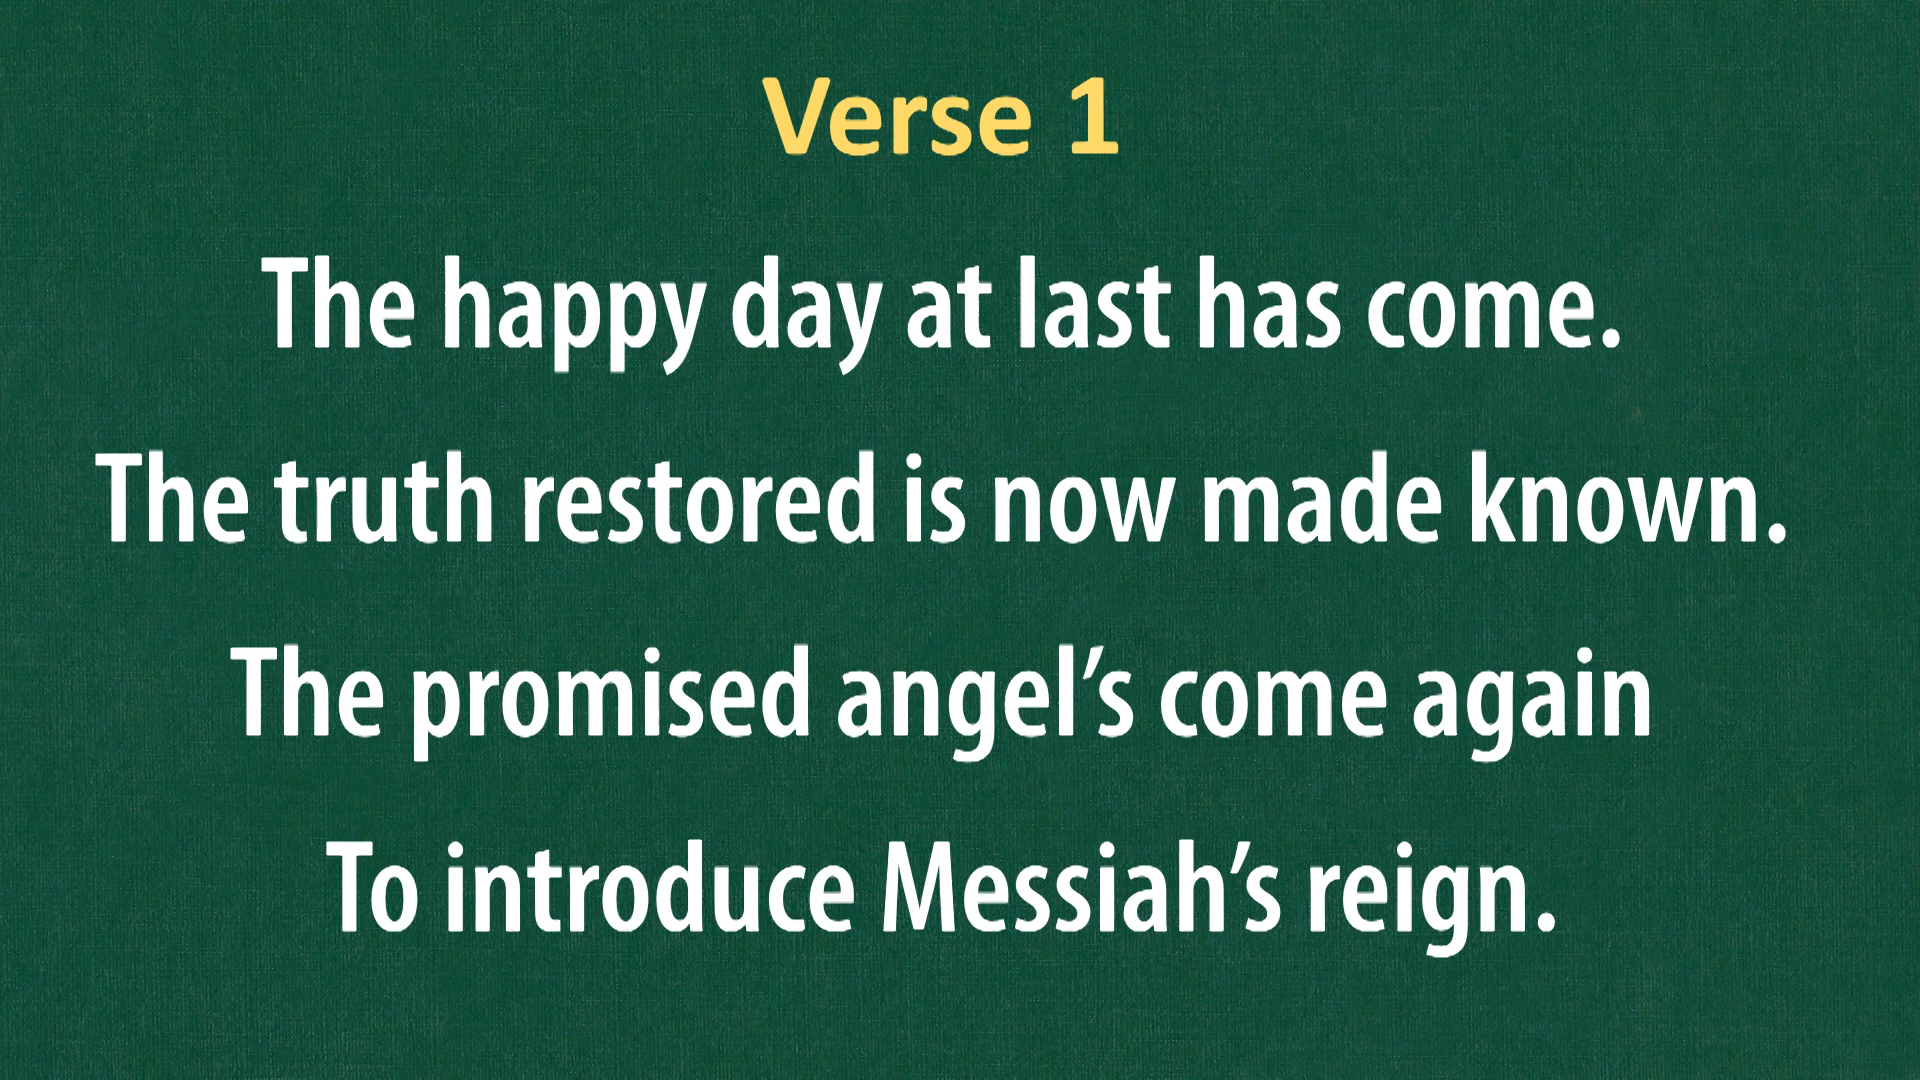 Verse 1
The happy day at last has come.
The truth restored is now made known.
The promised angel’s come again
To introduce Messiah’s reign.